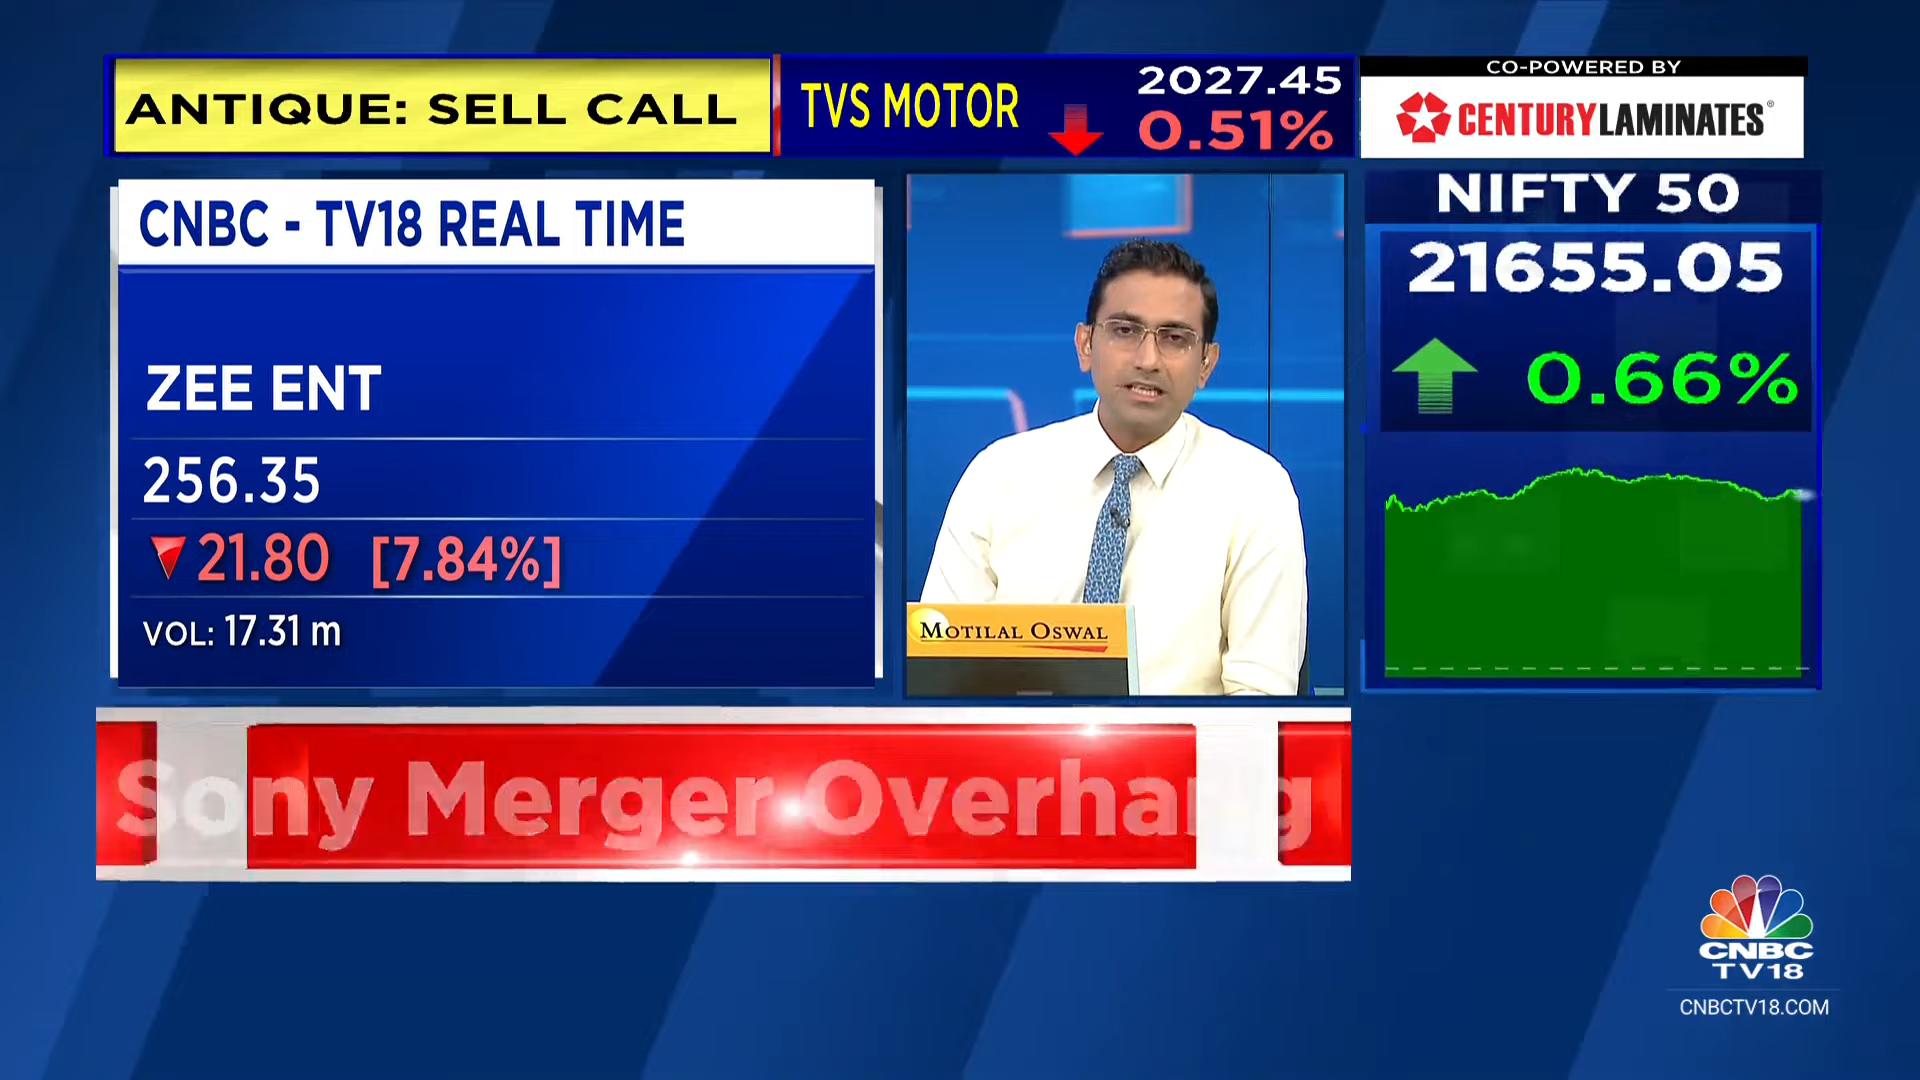 ANTIQUE: SELL CALL
TVS MOTOR
2027.45
0.51%
CO-POWERED BY
CENTURYLAMINATES®
CNBC - TV18 REAL TIME
ZEE ENT
256.35
21.80 [7.84%]
VOL: 17.31 m
MOTILAL OSWAL
NIFTY 50
21655.05
0.66%
Sony Merger Overhang
CNBC
TV18
CNBCTV18.COM